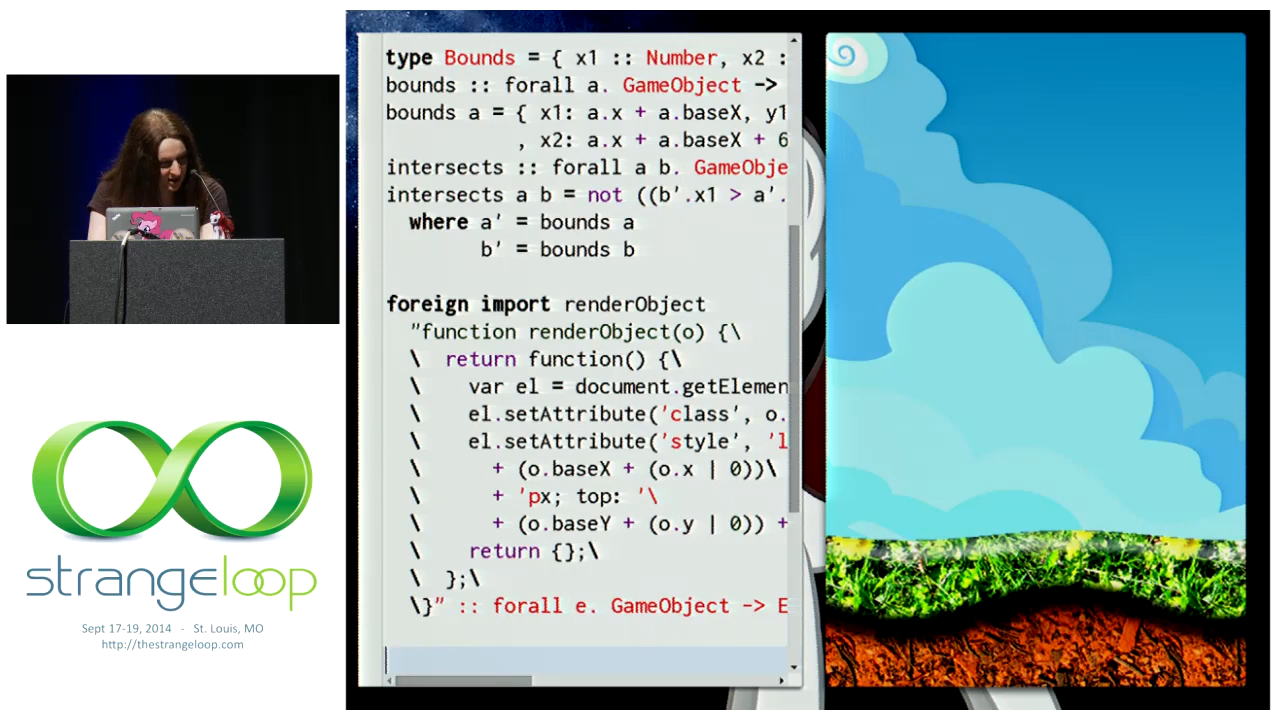 type Bounds = { x1 :: Number, x2 :
bounds :: forall a. GameObject ->
bounds a = { x1: a.x + a.baseX, y1
, x2: a.x + a.baseX + 6
intersects :: forall a b. GameObje
intersects a b = not ((b'.x1 > a'.
where a' = bounds a
b' = bounds b
foreign import renderObject
"function renderObject(o) {\
\ return function() {\
\ var el = document.getElemen
\ el.setAttribute('class', o.
\ el.setAttribute('style', 'l
\ + (o.baseX + (o.x | 0))\
\ + 'px; top: '\
\ + (o.baseY + (o.y | 0)) +
\ return {};\
\ };\
\}" :: forall e. GameObject -> E
strangeloop
Sept 17-19, 2014 - St. Louis, MO
http://thestrangeloop.com